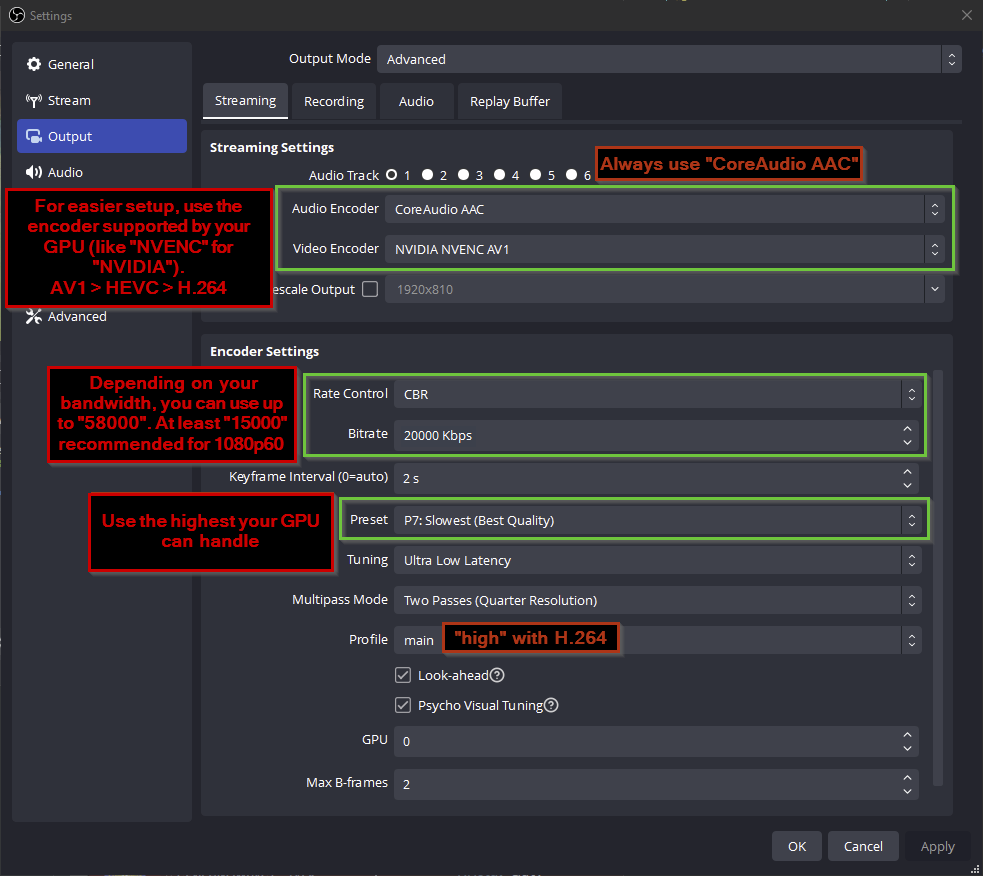 Settings
General
Output Mode
Advanced
Stream
Streaming
Recording
Audio
Replay Buffer
Output
Streaming Settings
Audio
Audio Track
1
2
3
4
5
6
Always use "CoreAudio AAC"
For easier setup, use the
encoder supported by your
GPU (like "NVENC" for
"NVIDIA").
AV1 > HEVC > H.264
Audio Encoder
CoreAudio AAC
Video Encoder
NVIDIA NVENC AV1
escale Output
1920x810
Advanced
Encoder Settings
Depending on your
bandwidth, you can use up
to "58000". At least "15000"
recommended for 1080p60
Rate Control
CBR
Bitrate
20000 Kbps
Keyframe Interval (0=auto)
2 s
Use the highest your GPU
can handle
Preset
P7: Slowest (Best Quality)
Tuning
Ultra Low Latency
Multipass Mode
Two Passes (Quarter Resolution)
Profile
main
"high" with H.264
Look-ahead
Psycho Visual Tuning
GPU
0
Max B-frames
2
OK
Cancel
Apply